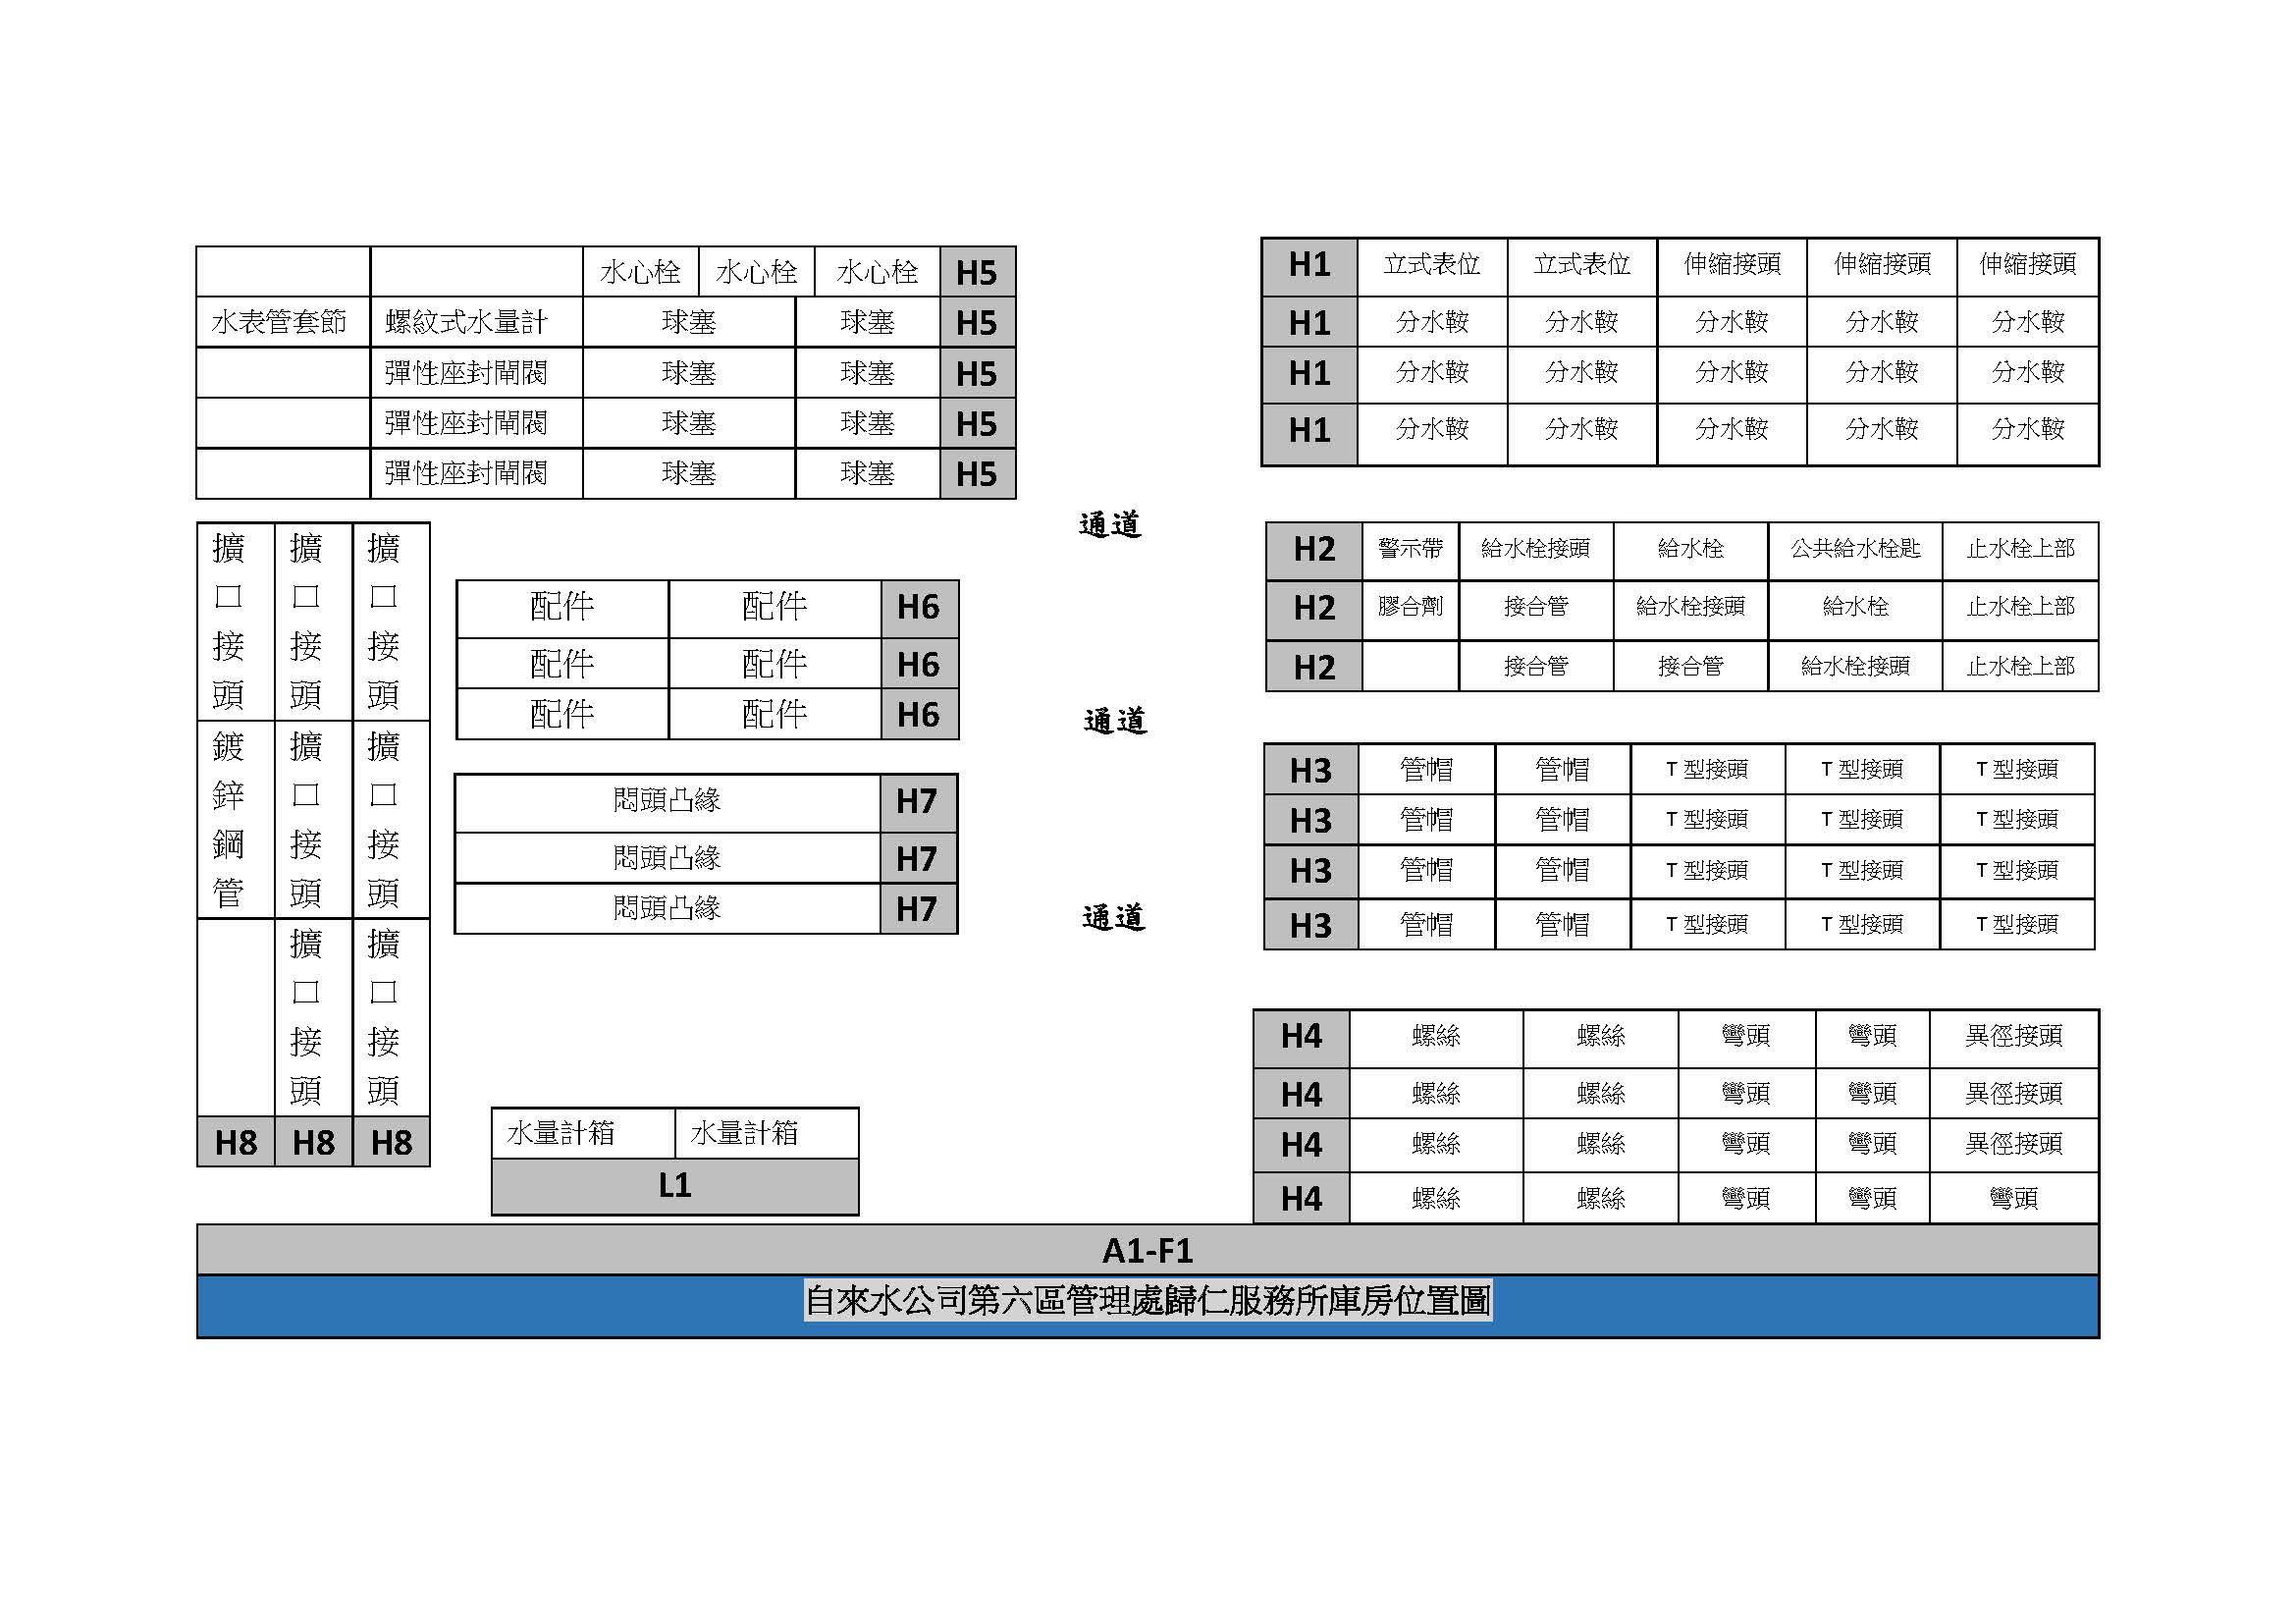 水心栓 水心栓 水心栓 H5
水表管套節 螺紋式水量計 球塞 球塞 H5
彈性座封閘閥 球塞 球塞 H5
彈性座封閘閥 球塞 球塞 H5
彈性座封閘閥 球塞 球塞 H5
H1 立式表位 立式表位 伸縮接頭 伸縮接頭 伸縮接頭
H1 分水鞍 分水鞍 分水鞍 分水鞍 分水鞍
H1 分水鞍 分水鞍 分水鞍 分水鞍 分水鞍
H1 分水鞍 分水鞍 分水鞍 分水鞍 分水鞍
通道
擴口接頭 擴口接頭 擴口接頭
鍍鋅鋼管 擴口接頭 擴口接頭
擴口接頭 擴口接頭
H8 H8 H8
配件 配件 H6
配件 配件 H6
配件 配件 H6
通道
H2 警示帶 給水栓接頭 給水栓 公共給水栓匙 止水栓上部
H2 膠合劑 接合管 給水栓接頭 給水栓 止水栓上部
H2 接合管 接合管 給水栓接頭 止水栓上部
悶頭凸緣 H7
悶頭凸緣 H7
悶頭凸緣 H7
通道
H3 管帽 管帽 T 型接頭 T 型接頭 T 型接頭
H3 管帽 管帽 T 型接頭 T 型接頭 T 型接頭
H3 管帽 管帽 T 型接頭 T 型接頭 T 型接頭
H3 管帽 管帽 T 型接頭 T 型接頭 T 型接頭
水量計箱 水量計箱
L1
H4 螺絲 螺絲 彎頭 彎頭 異徑接頭
H4 螺絲 螺絲 彎頭 彎頭 異徑接頭
H4 螺絲 螺絲 彎頭 彎頭 異徑接頭
H4 螺絲 螺絲 彎頭 彎頭 彎頭
A1-F1
自來水公司第六區管理處歸仁服務所庫房位置圖